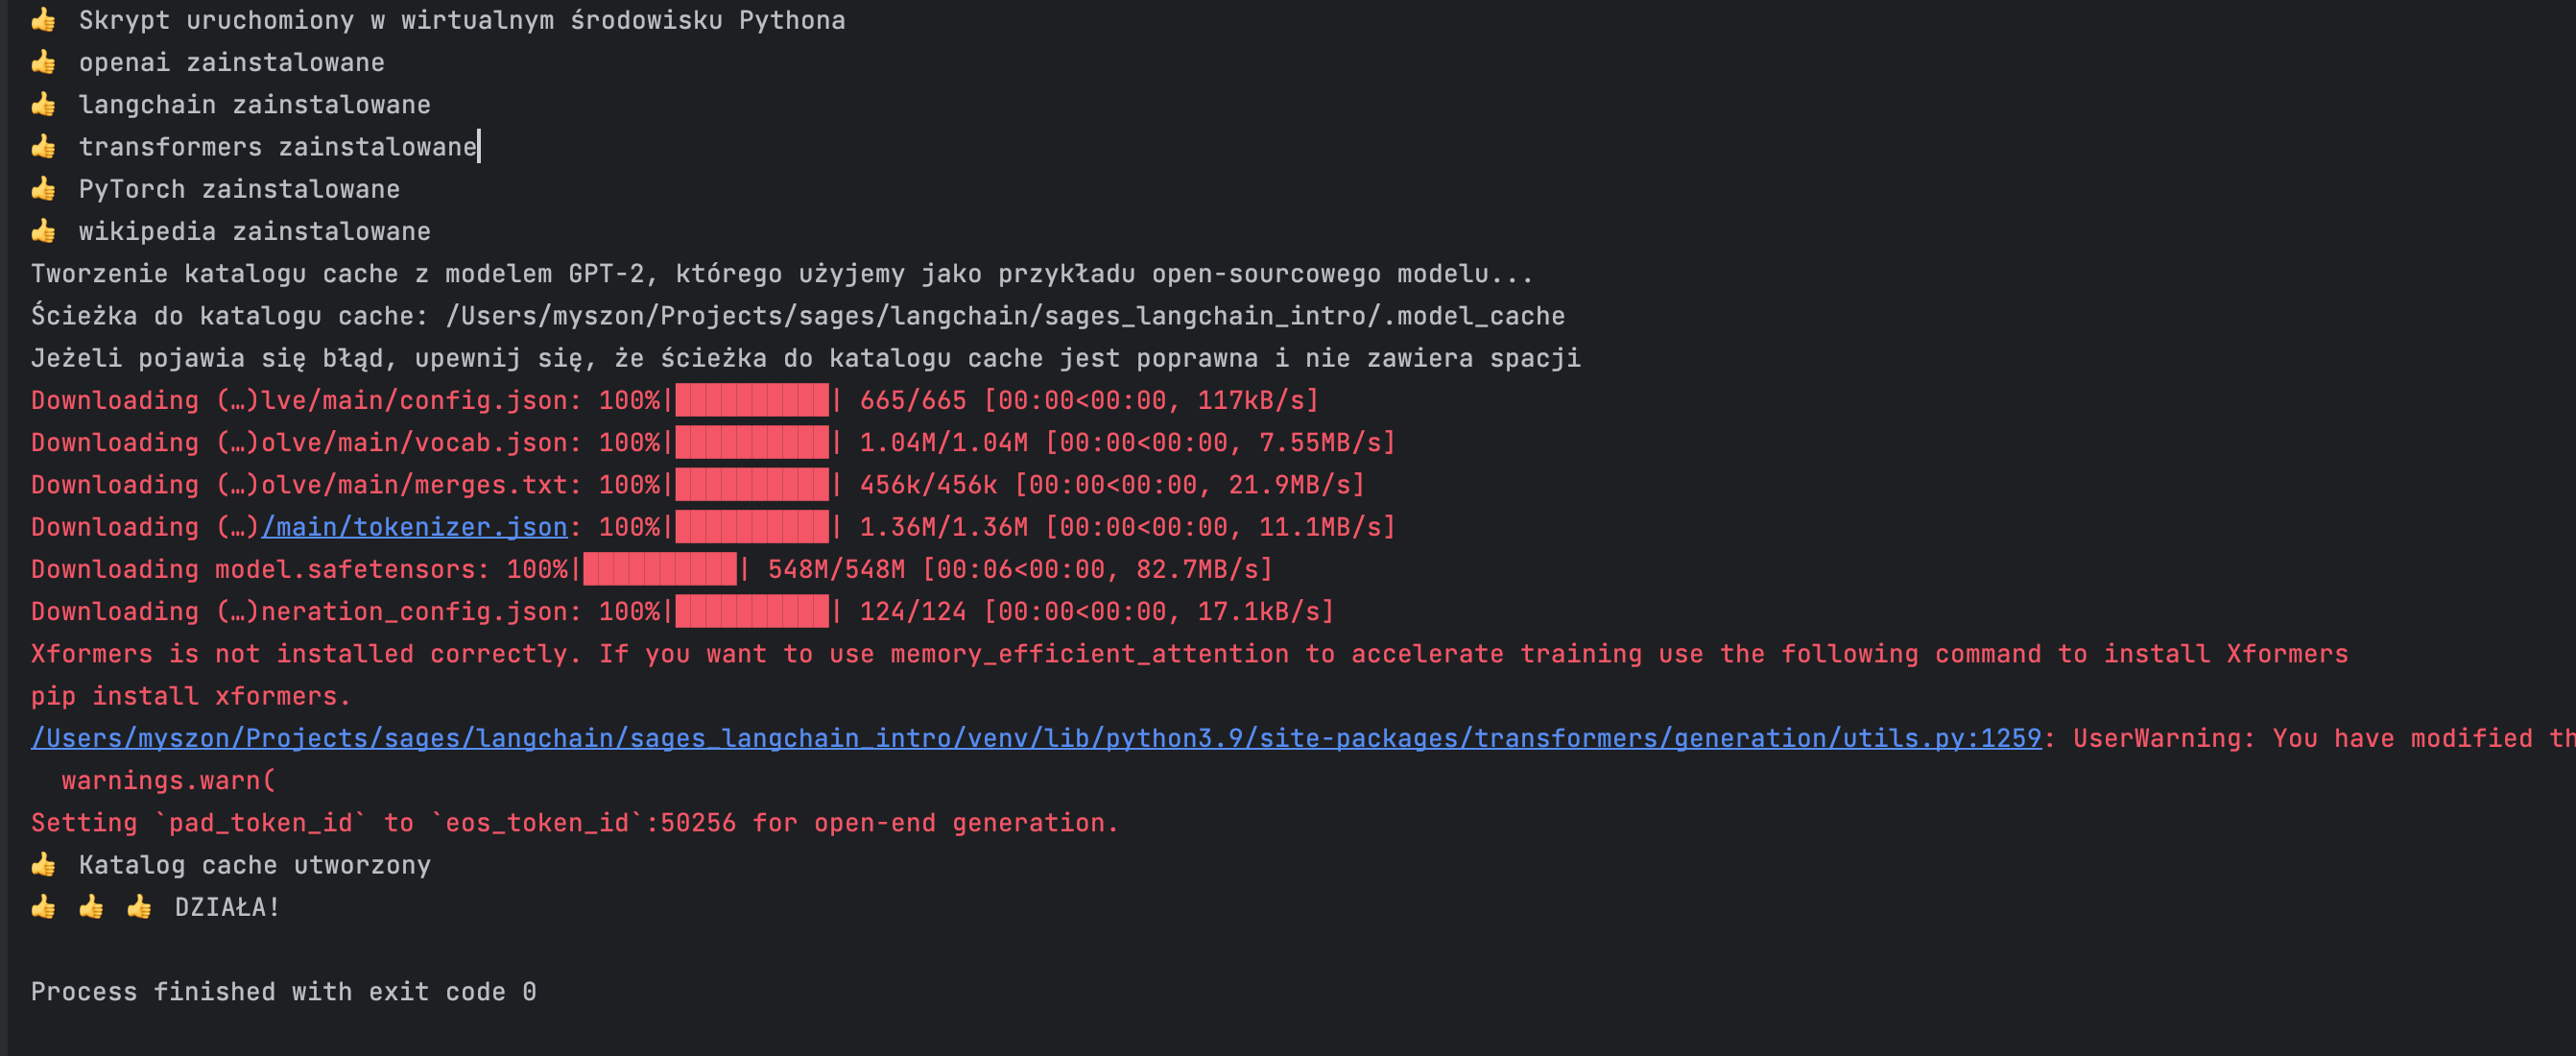 👍 Skrypt uruchomiony w wirtualnym środowisku Pythona
👍 openai zainstalowane
👍 langchain zainstalowane
👍 transformers zainstalowane
👍 PyTorch zainstalowane
👍 wikipedia zainstalowane
Tworzenie katalogu cache z modelem GPT-2, którego użyjemy jako przykładu open-sourcowego modelu...
Ścieżka do katalogu cache: /Users/myszon/Projects/sages/langchain/sages_langchain_intro/.model_cache
Jeżeli pojawia się błąd, upewnij się, że ścieżka do katalogu cache jest poprawna i nie zawiera spacji
Downloading (…)lve/main/config.json: 100%|██████████| 665/665 [00:00<00:00, 117kB/s]
Downloading (…)olve/main/vocab.json: 100%|██████████| 1.04M/1.04M [00:00<00:00, 7.55MB/s]
Downloading (…)olve/main/merges.txt: 100%|██████████| 456k/456k [00:00<00:00, 21.9MB/s]
Downloading (…)/main/tokenizer.json: 100%|██████████| 1.36M/1.36M [00:00<00:00, 11.1MB/s]
Downloading model.safetensors: 100%|██████████| 548M/548M [00:06<00:00, 82.7MB/s]
Downloading (…)neration_config.json: 100%|██████████| 124/124 [00:00<00:00, 17.1kB/s]
Xformers is not installed correctly. If you want to use memory_efficient_attention to accelerate training use the following command to install Xformers
pip install xformers.
/Users/myszon/Projects/sages/langchain/sages_langchain_intro/venv/lib/python3.9/site-packages/transformers/generation/utils.py:1259: UserWarning: You have modified th
  warnings.warn(
Setting `pad_token_id` to `eos_token_id`:50256 for open-end generation.
👍 Katalog cache utworzony
👍 👍 👍 DZIAŁA!
Process finished with exit code 0